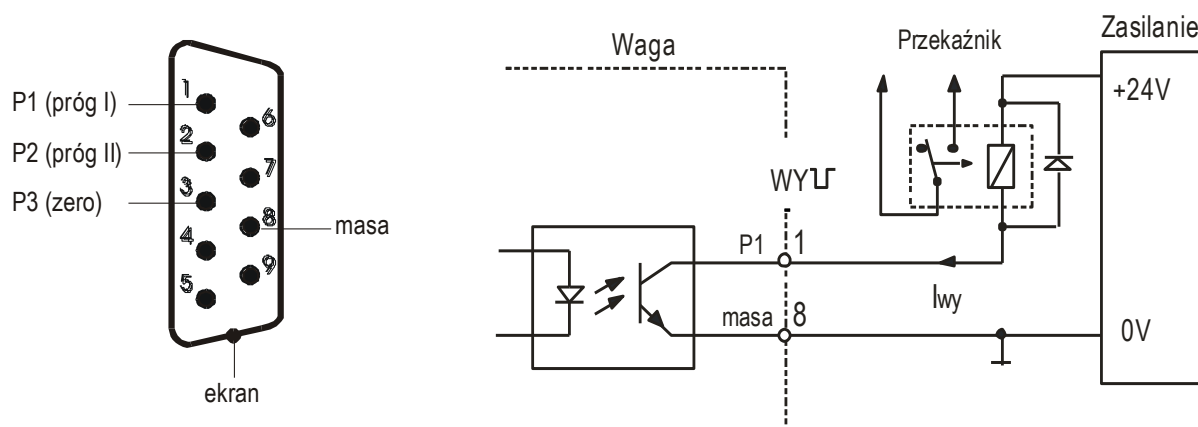 1
2
3
4
5
6
7
8
9
P1 (próg I)
P2 (próg II)
P3 (zero)
masa
ekran
Waga
Przekaźnik
Zasilanie
+24V
WY
P1
1
Iwy
masa
8
0V